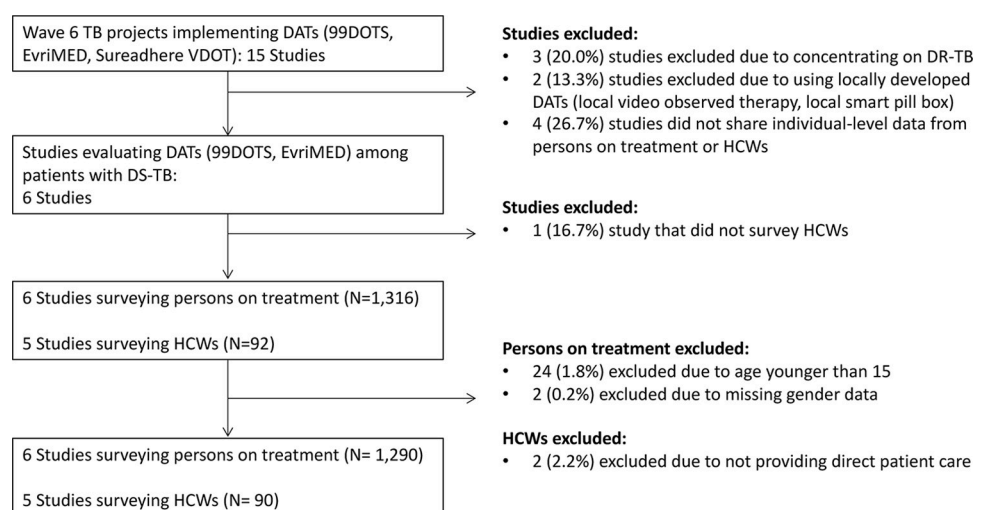 Wave 6 TB projects implementing DATs (99DOTS,
EvriMED, Sureadhere VDOT): 15 Studies
Studies excluded:
• 3 (20.0%) studies excluded due to concentrating on DR-TB
• 2 (13.3%) studies excluded due to using locally developed
DATs (local video observed therapy, local smart pill box)
• 4 (26.7%) studies did not share individual-level data from
persons on treatment or HCWs
Studies evaluating DATs (99DOTS, EvriMED) among
patients with DS-TB:
6 Studies
Studies excluded:
• 1 (16.7%) study that did not survey HCWs
6 Studies surveying persons on treatment (N=1,316)
5 Studies surveying HCWs (N=92)
Persons on treatment excluded:
• 24 (1.8%) excluded due to age younger than 15
• 2 (0.2%) excluded due to missing gender data
HCWs excluded:
• 2 (2.2%) excluded due to not providing direct patient care
6 Studies surveying persons on treatment (N= 1,290)
5 Studies surveying HCWs (N= 90)